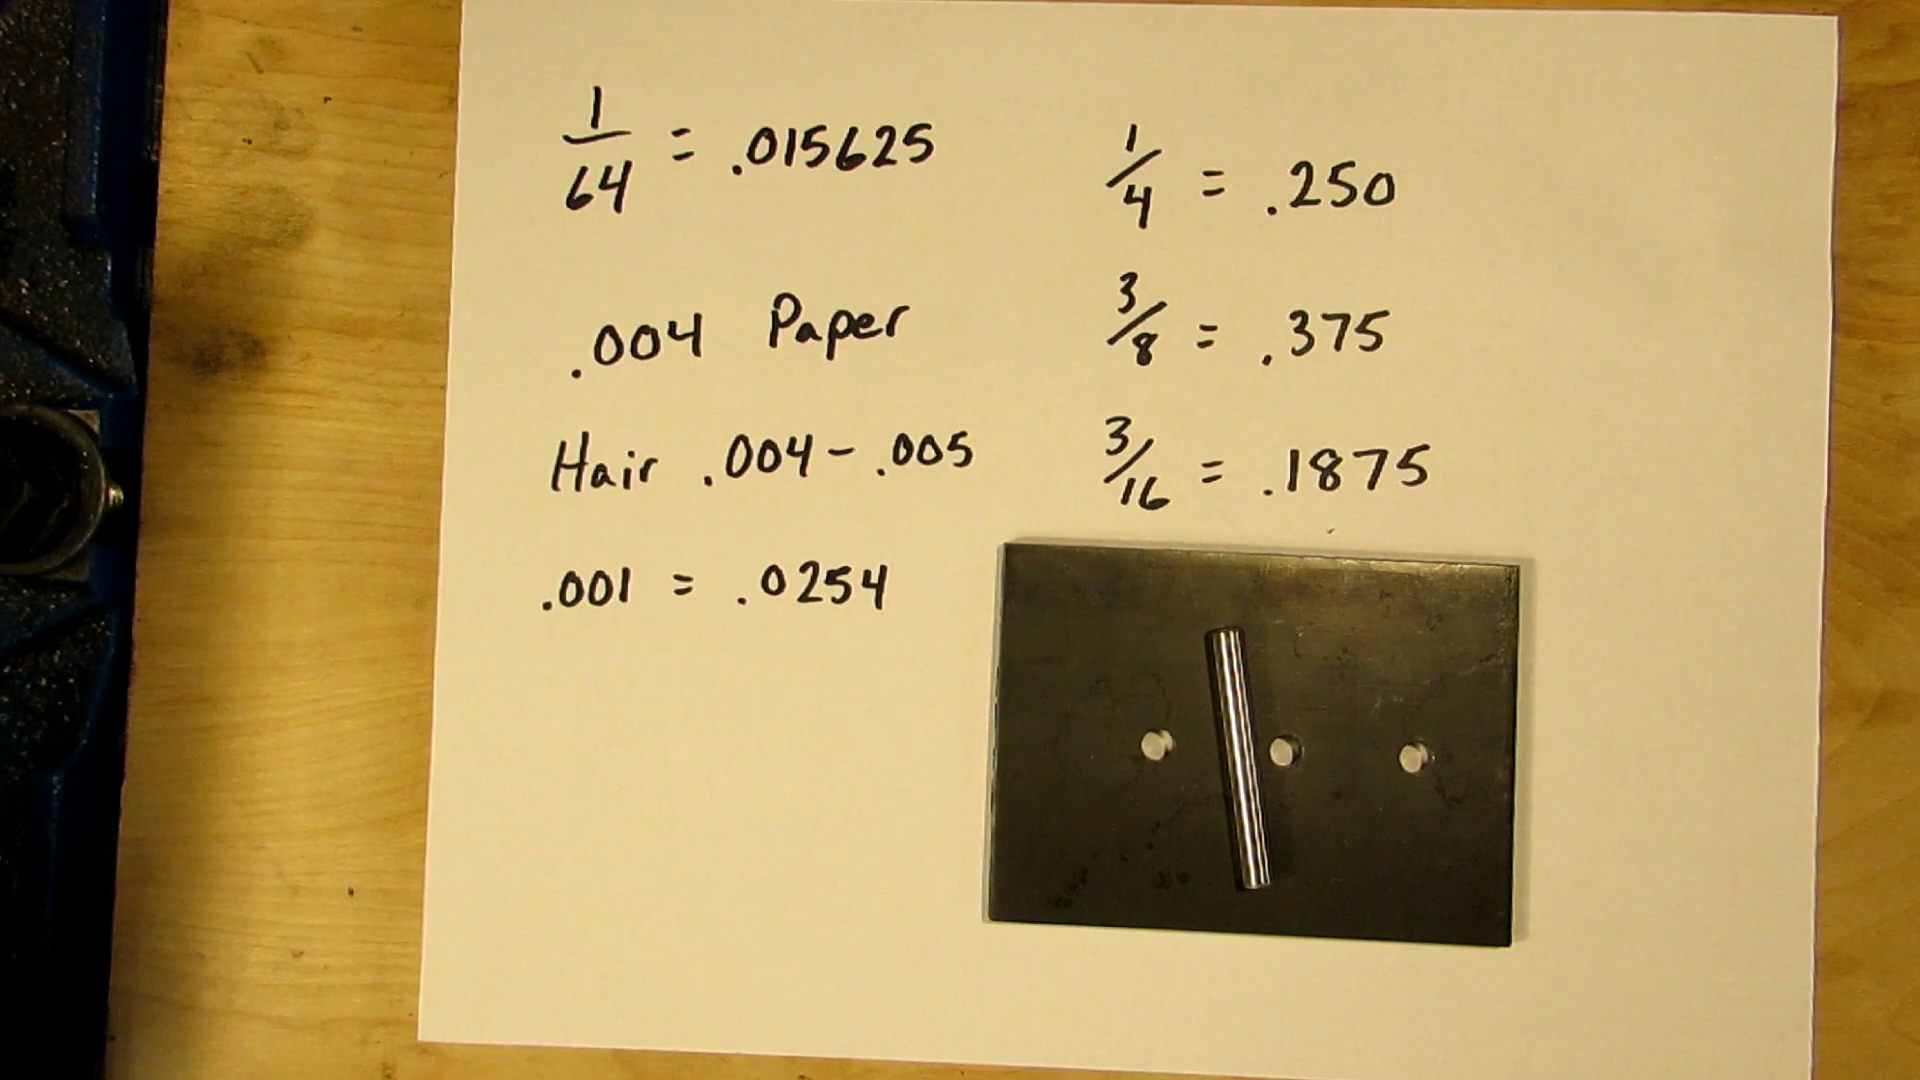 1/64 = .015625
.004 Paper
Hair .004 - .005
.001 = .0254
1/4 = .250
3/8 = .375
3/16 = .1875